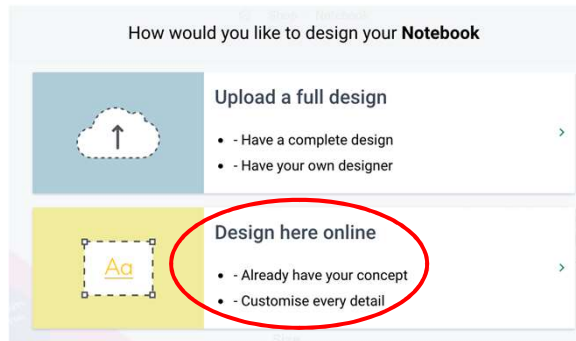 How would you like to design your Notebook
Upload a full design
- Have a complete design
- Have your own designer
Aa
Design here online
- Already have your concept
- Customise every detail